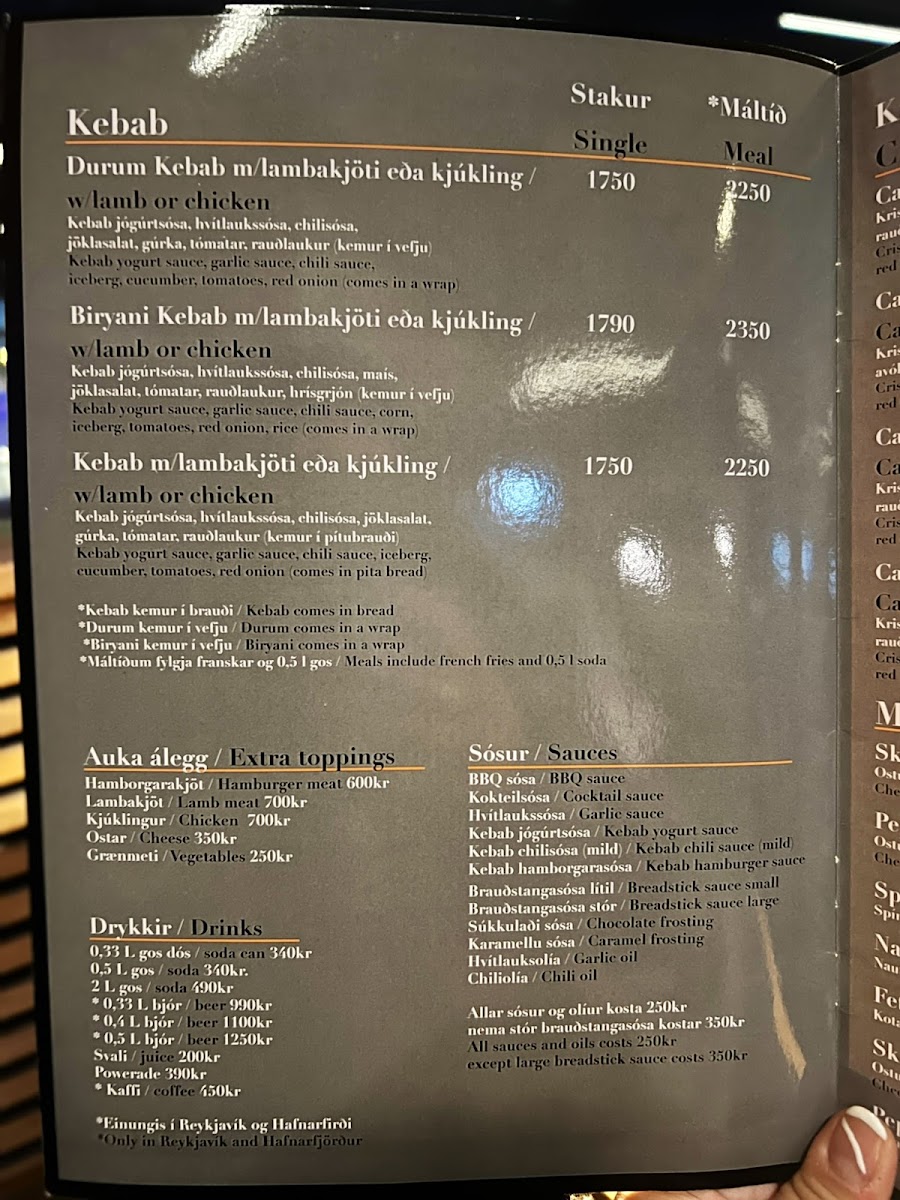 Stakur *Máltíð
Kebab Single Meal
Durum Kebab m/lambakjöti eða kjúkling / 1750 2250
w/lamb or chicken
Kebab jógúrtsósa, hvítlaukssósa, chilisósa,
jöklasalat, gúrka, tómatar, rauðlaukur (kemur í vefju)
Kebab yogurt sauce, garlic sauce, chili sauce,
iceberg, cucumber, tomatoes, red onion (comes in a wrap)
Biryani Kebab m/lambakjöti eða kjúkling / 1790 2350
w/lamb or chicken
Kebab jógúrtsósa, hvítlaukssósa, chilisósa, maís,
jöklasalat, tómatar, rauðlaukur, hrísgrjón (kemur í vefju)
Kebab yogurt sauce, garlic sauce, chili sauce, corn,
iceberg, tomatoes, red onion, rice (comes in a wrap)
Kebab m/lambakjöti eða kjúkling / 1750 2250
w/lamb or chicken
Kebab jógúrtsósa, hvítlaukssósa, chilisósa, jöklasalat,
gúrka, tómatar, rauðlaukur (kemur í pítubrauði)
Kebab yogurt sauce, garlic sauce, chili sauce, iceberg,
cucumber, tomatoes, red onion (comes in pita bread)
*Kebab kemur í brauði / Kebab comes in bread
*Durum kemur í vefju / Durum comes in a wrap
*Biryani kemur í vefju / Biryani comes in a wrap
*Máltíðum fylgja franskar og 0,5 l gos / Meals include french fries and 0,5 l soda
Auka álegg / Extra toppings
Hamborgarakjöt / Hamburger meat 600kr
Lambakjöt / Lamb meat 700kr
Kjúklingur / Chicken 700kr
Ostar / Cheese 350kr
Grænmeti / Vegetables 250kr
Drykkir / Drinks
0,33 L gos dós / soda can 340kr
0,5 L gos / soda 340kr.
2 L gos / soda 490kr
* 0,33 L bjór / beer 990kr
* 0,4 L bjór / beer 1100kr
* 0,5 L bjór / beer 1250kr
Svali / juice 200kr
Powerade 390kr
* Kaffi / coffee 450kr
*Einungis í Reykjavík og Hafnarfirði
*Only in Reykjavík and Hafnarfjörður
Sósur / Sauces
BBQ sósa / BBQ sauce
Kokteilsósa / Cocktail sauce
Hvítlaukssósa / Garlic sauce
Kebab jógúrtsósa / Kebab yogurt sauce
Kebab chilisósa (mild) / Kebab chili sauce (mild)
Kebab hamborgarasósa / Kebab hamburger sauce
Brauðstangasósa lítil / Breadstick sauce small
Brauðstangasósa stór / Breadstick sauce large
Súkkulaði sósa / Chocolate frosting
Karamellu sósa / Caramel frosting
Hvítlauksolía / Garlic oil
Chiliolía / Chili oil
Allar sósur og olíur kosta 250kr
nema stór brauðstangasósa kostar 350kr
All sauces and oils costs 250kr
except large breadstick sauce costs 350kr